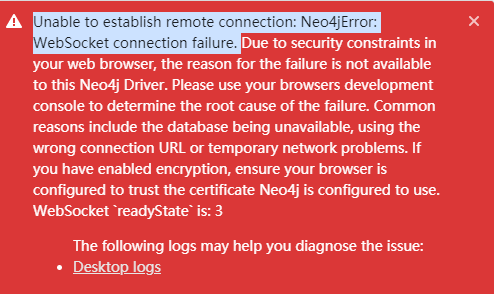 Unable to establish remote connection: Neo4jError:
WebSocket connection failure. Due to security constraints in
your web browser, the reason for the failure is not available
to this Neo4j Driver. Please use your browsers development
console to determine the root cause of the failure. Common
reasons include the database being unavailable, using the
wrong connection URL or temporary network problems. If
you have enabled encryption, ensure your browser is
configured to trust the certificate Neo4j is configured to use.
WebSocket `readyState` is: 3
The following logs may help you diagnose the issue:
• Desktop logs